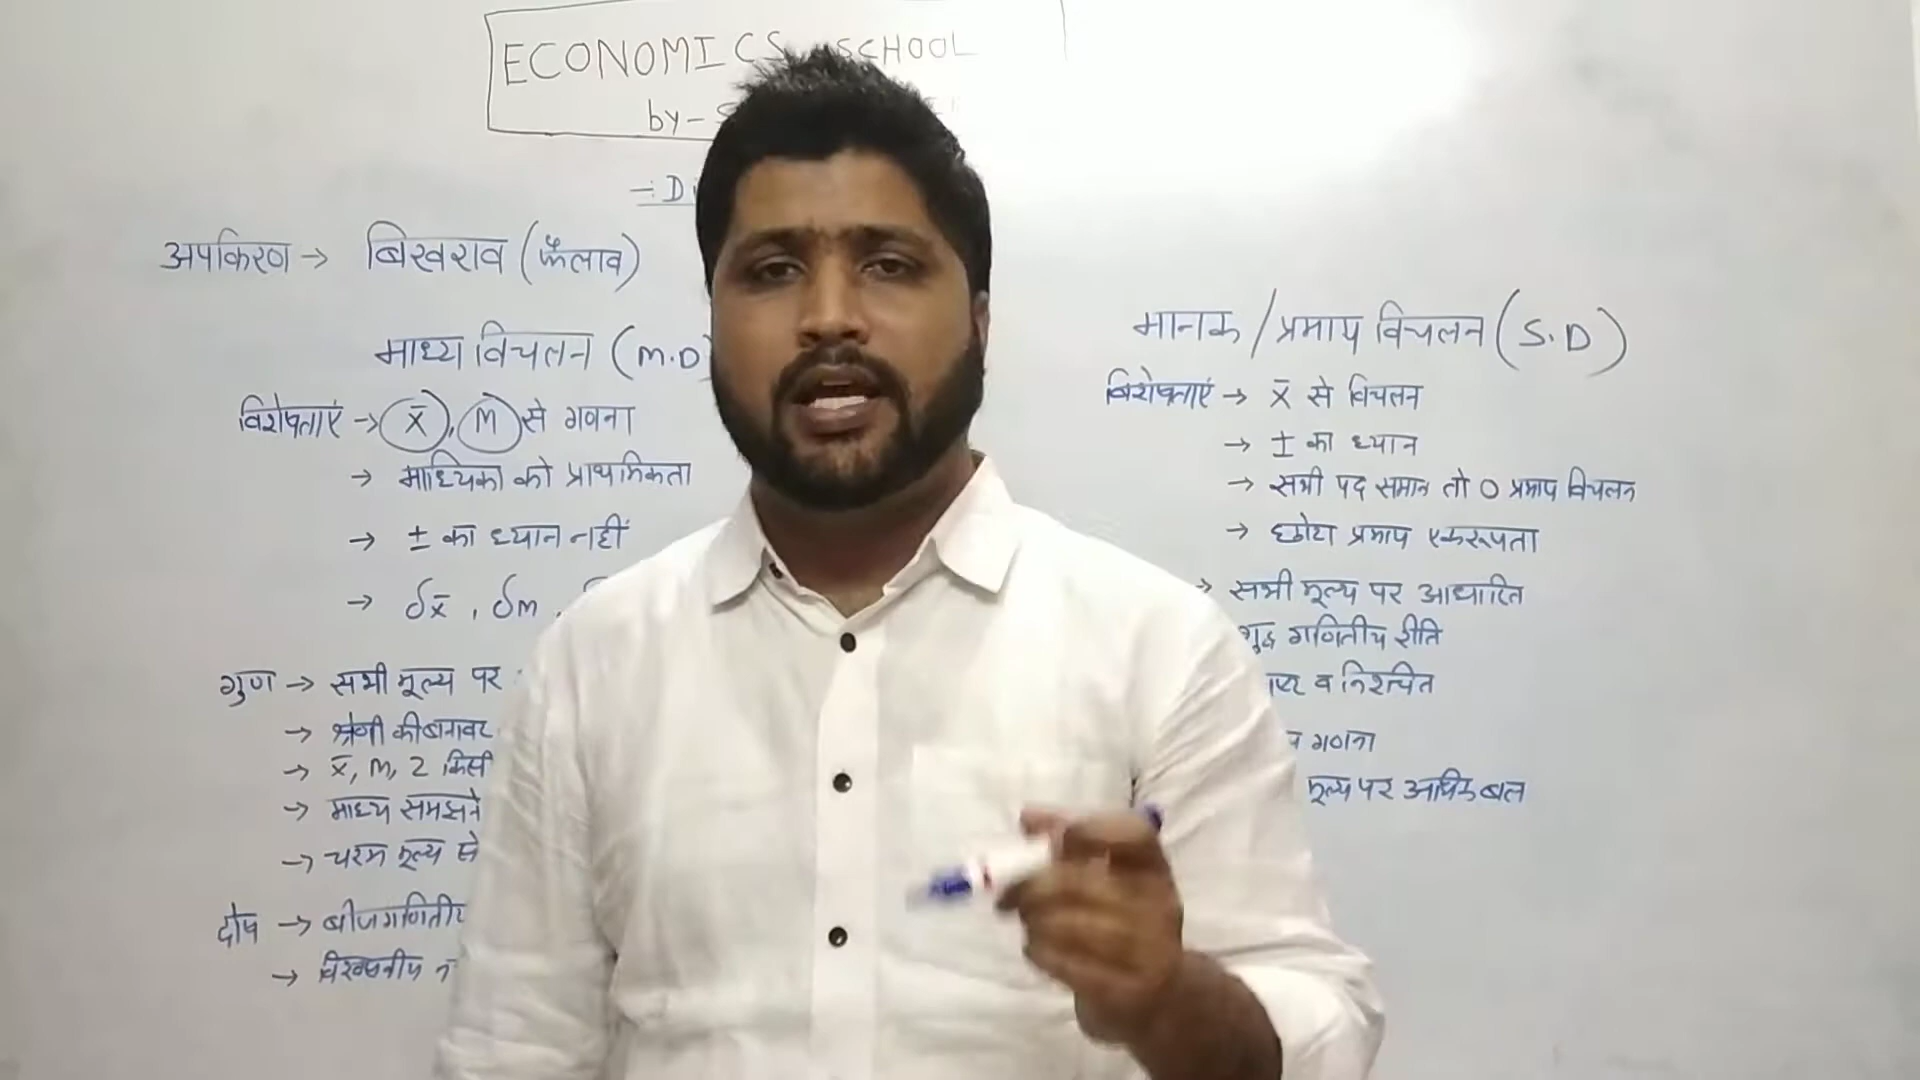 ECONOMICS SCHOOL
by-
-: Di
अपकिरण → बिखराव (फैलाव)
माध्य विचलन (M.D)
विशेषताएं → x̄, M से गणना
→ माध्यिका को प्राथमिकता
→ ± का ध्यान नहीं
→ δx̄, δm,
गुण → सभी मूल्य पर
→ श्रेणी की बनावट
→ x̄, M, Z किसी
→ माध्य समझने
→ चरम मूल्य से
दोष → बीजगणितीय
→
मानक / प्रमाप विचलन (S.D)
विशेषताएं → x̄ से विचलन
→ ± का ध्यान
→ सभी पद समान तो 0 प्रमाप विचलन
→ छोटा प्रमाप एकरूपता
→ सभी मूल्य पर आधारित
शुद्ध गणितीय रीति
व निश्चित
गणना
मूल्य पर अधिक बल